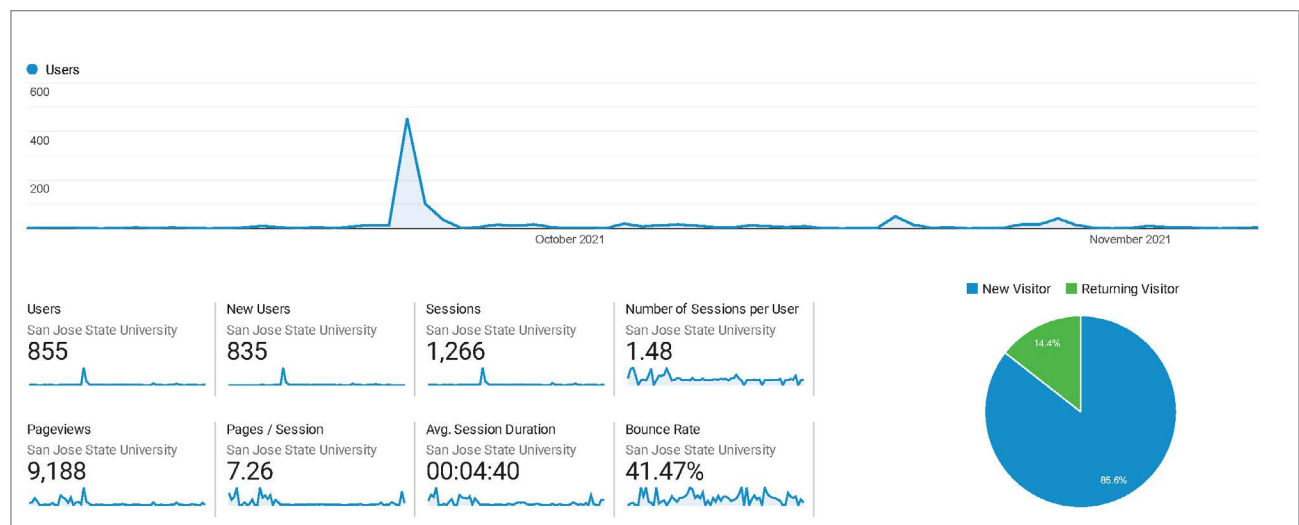 Users
600
400
200
October 2021
November 2021
New Visitor
Returning Visitor
Users
San Jose State University
855
New Users
San Jose State University
835
Sessions
San Jose State University
1,266
Number of Sessions per User
San Jose State University
1.48
Pageviews
San Jose State University
9,188
Pages / Session
San Jose State University
7.26
Avg. Session Duration
San Jose State University
00:04:40
Bounce Rate
San Jose State University
41.47%
14.4%
85.6%